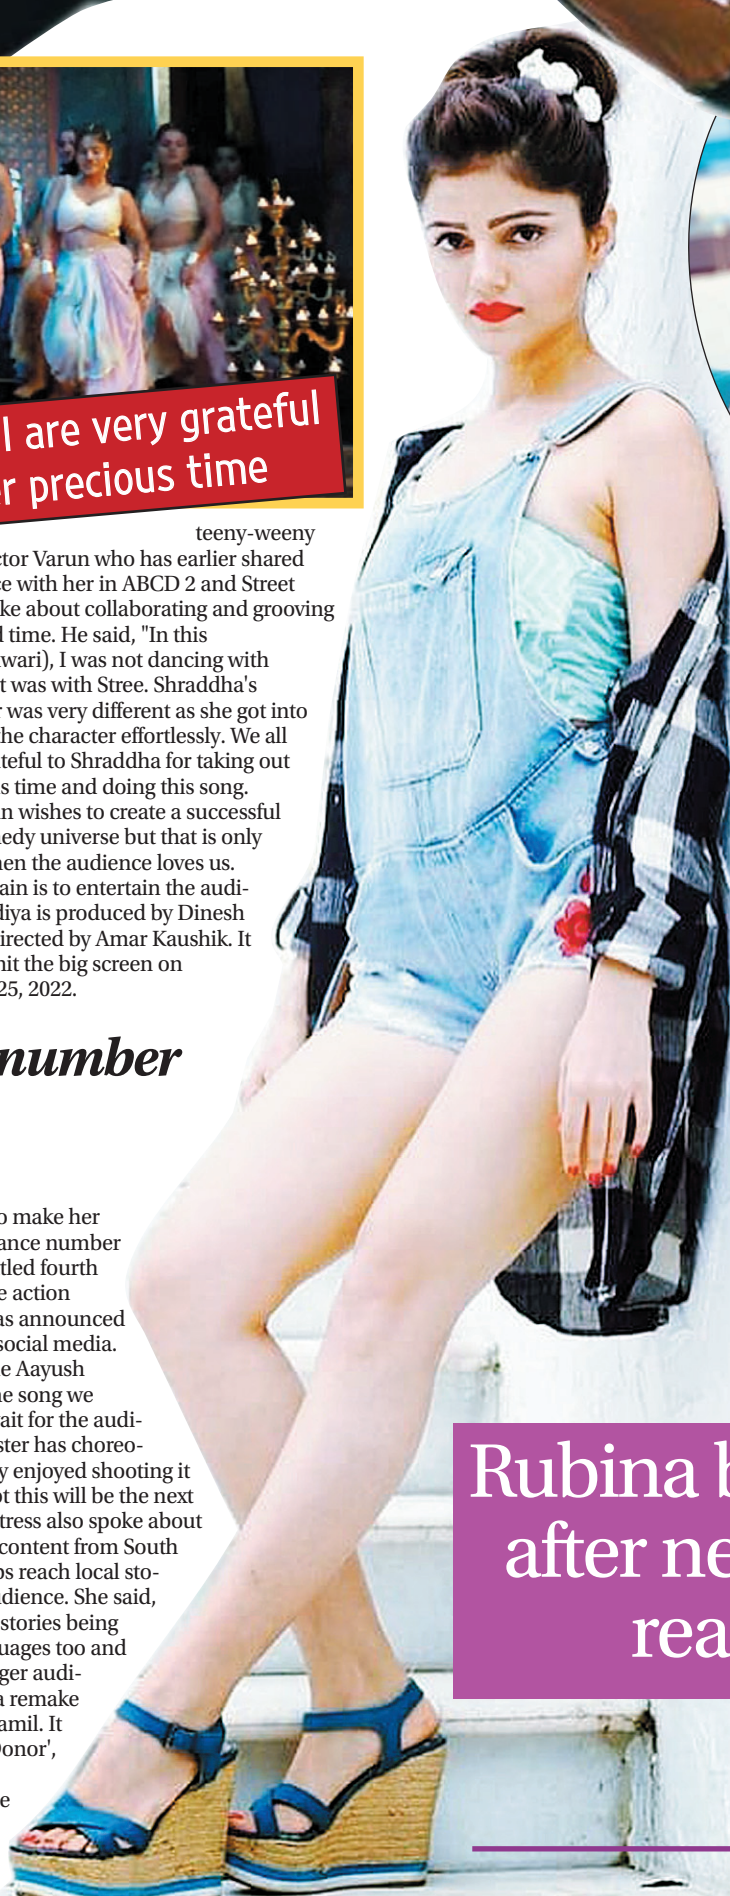 I are very grateful
r precious time
teeny-weeny
ctor Varun who has earlier shared
ce with her in ABCD 2 and Street
ke about collaborating and grooving
l time. He said, "In this
wari), I was not dancing with
t was with Stree. Shraddha's
r was very different as she got into
the character effortlessly. We all
teful to Shraddha for taking out
s time and doing this song.
n wishes to create a successful
nedy universe but that is only
hen the audience loves us.
ain is to entertain the audi-
diya is produced by Dinesh
irected by Amar Kaushik. It
hit the big screen on
25, 2022.
number
o make her
ance number
tled fourth
e action
as announced
social media.
e Aayush
he song we
ait for the audi-
ster has choreo-
y enjoyed shooting it
ot this will be the next
tress also spoke about
content from South
ps reach local sto-
udience. She said,
stories being
uages too and
ger audi-
a remake
amil. It
Donor',
e
Rubina b
after ne
rea